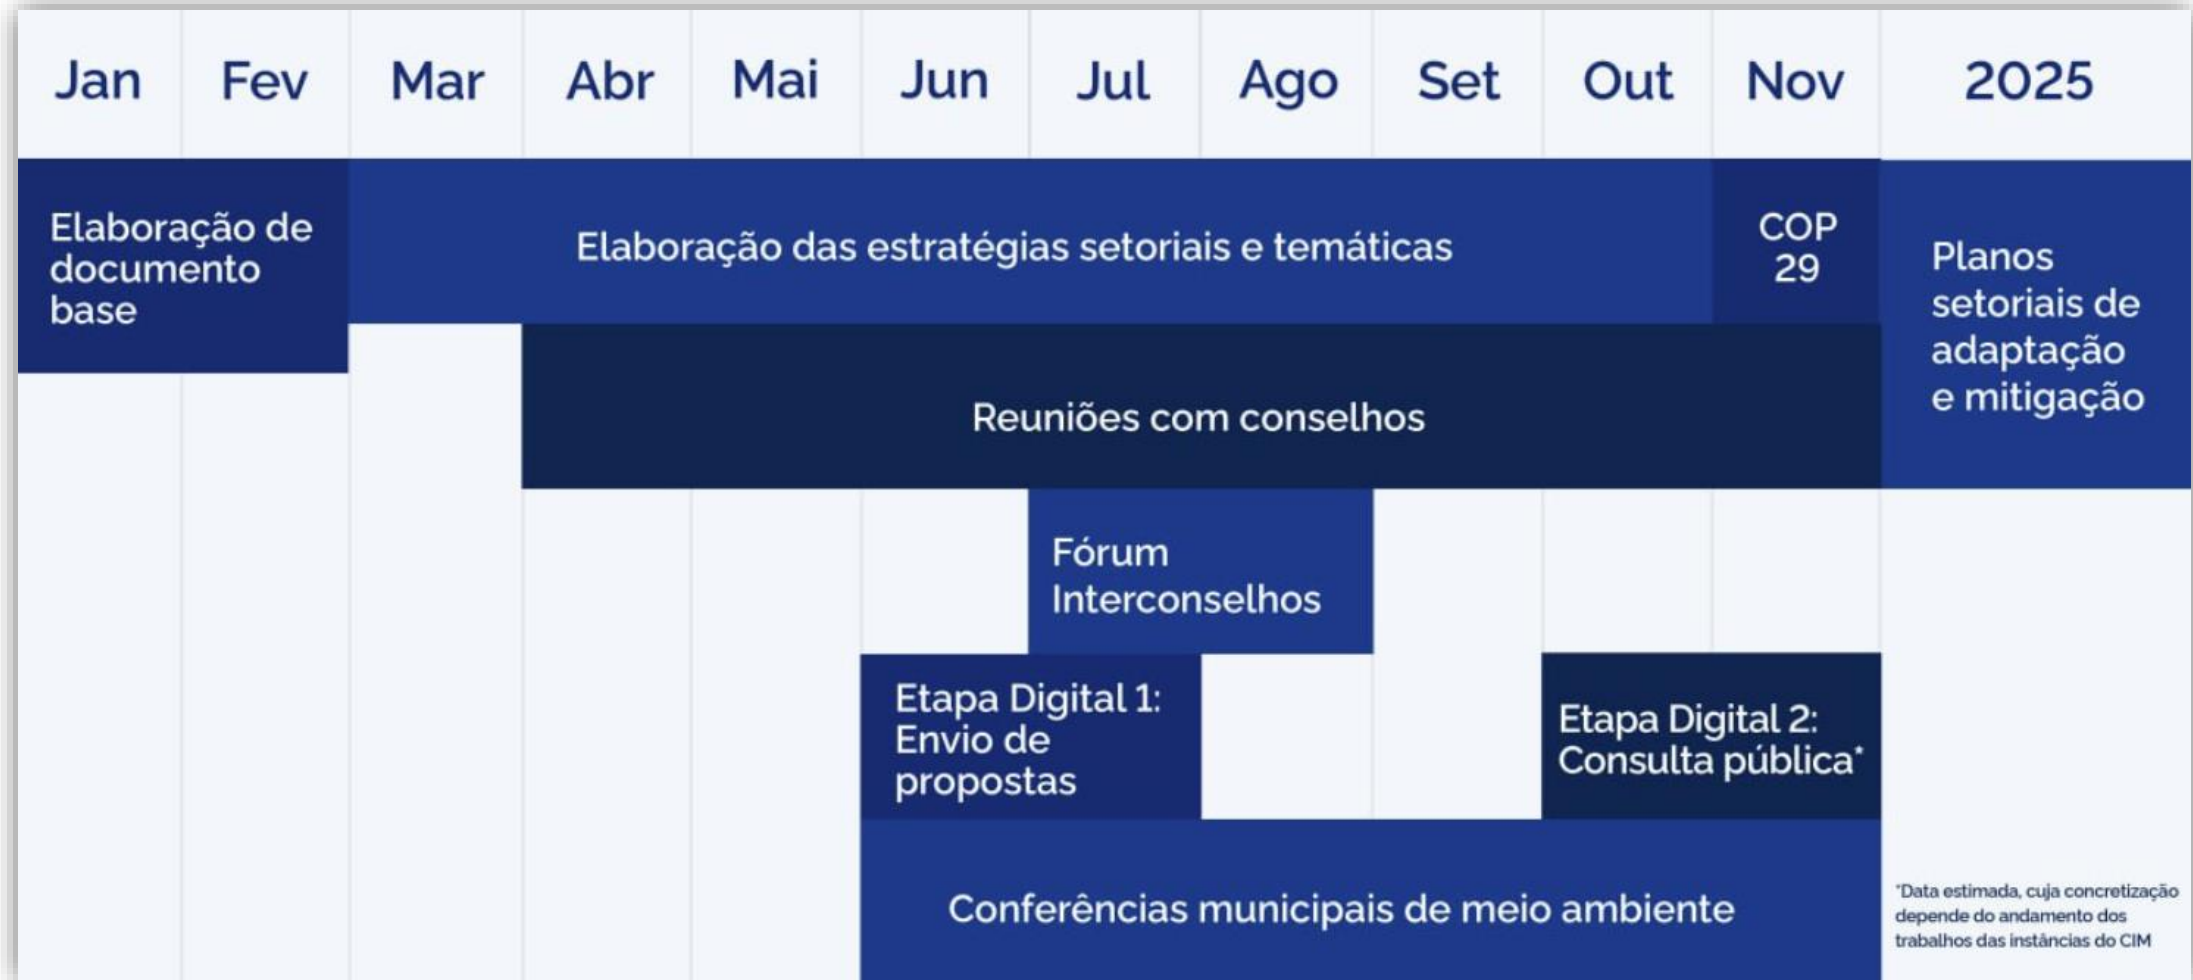 Jan Fev Mar Abr Mai Jun Jul Ago Set Out Nov 2025
Elaboração de
documento
base
Elaboração das estratégias setoriais e temáticas
COP
29
Planos
setoriais de
adaptação
e mitigação
Reuniões com conselhos
Fórum
Interconselhos
Etapa Digital 1:
Envio de
propostas
Etapa Digital 2:
Consulta pública*
Conferências municipais de meio ambiente
*Data estimada, cuja concretização
depende do andamento dos
trabalhos das instâncias do CIM